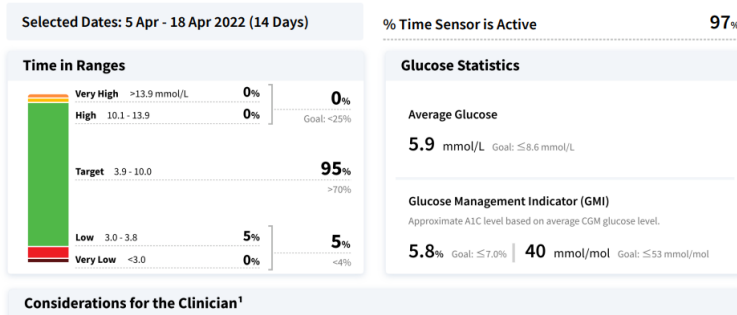 Selected Dates: 5 Apr - 18 Apr 2022 (14 Days)
% Time Sensor is Active 97%
Time in Ranges
Very High >13.9 mmol/L 0%
High 10.1 - 13.9 0%
0%
Goal: <25%
Target 3.9 - 10.0 95%
>70%
Low 3.0 - 3.8 5%
Very Low <3.0 0%
5%
<4%
Glucose Statistics
Average Glucose
5.9 mmol/L Goal: ≤8.6 mmol/L
Glucose Management Indicator (GMI)
Approximate A1C level based on average CGM glucose level.
5.8% Goal: ≤7.0% | 40 mmol/mol Goal: ≤53 mmol/mol
Considerations for the Clinician¹